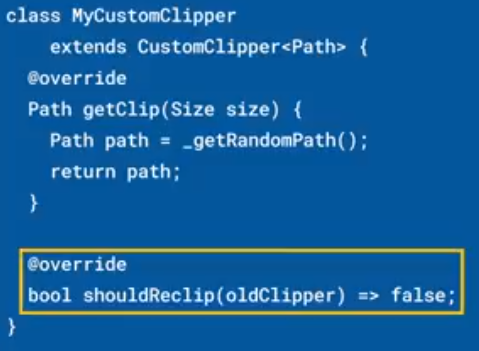 class MyCustomClipper
    extends CustomClipper<Path> {
  @override
  Path getClip(Size size) {
    Path path = _getRandomPath();
    return path;
  }
  @override
  bool shouldReclip(oldClipper) => false;
}